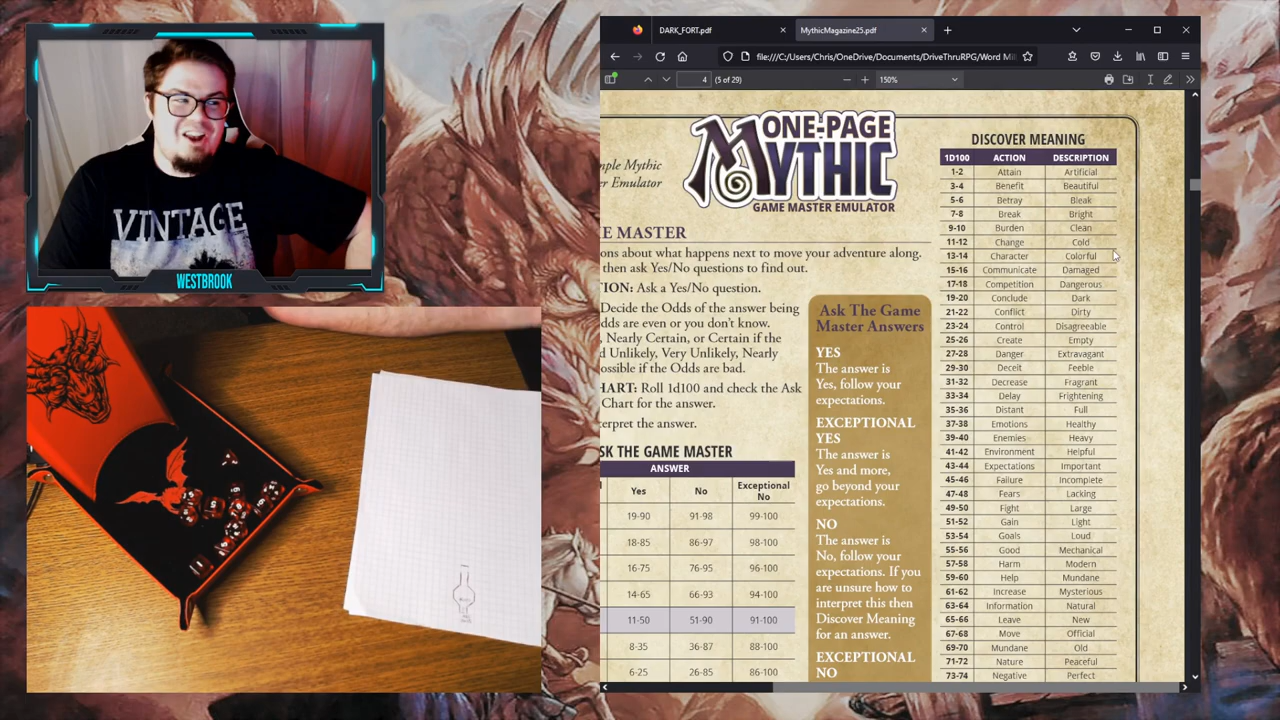 VINTAGE
WESTBROOK
DARK_FORT.pdf
MythicMagazine25.pdf
file:///C:/Users/Chris/OneDrive/Documents/DriveThruRPG/Word Mil
4
(5 of 29)
150%
mple Mythic
er Emulator
ONE-PAGE
MYTHIC
GAME MASTER EMULATOR
E MASTER
ons about what happens next to move your adventure along.
then ask Yes/No questions to find out.
TION: Ask a Yes/No question.
Decide the Odds of the answer being
dds are even or you don't know.
, Nearly Certain, or Certain if the
d Unlikely, Very Unlikely, Nearly
ossible if the Odds are bad.
HART: Roll 1d100 and check the Ask
Chart for the answer.
erpret the answer.
SK THE GAME MASTER
ANSWER
Yes No Exceptional
No
19-90 91-98 99-100
18-85 86-97 98-100
16-75 76-95 96-100
14-65 66-93 94-100
11-50 51-90 91-100
8-35 36-87 88-100
6-25 26-85 86-100
Ask The Game
Master Answers
YES
The answer is
Yes, follow your
expectations.
EXCEPTIONAL
YES
The answer is
Yes and more,
go beyond your
expectations.
NO
The answer is
No, follow your
expectations. If you
are unsure how to
interpret this then
Discover Meaning
for an answer.
EXCEPTIONAL
NO
DISCOVER MEANING
1D100 ACTION DESCRIPTION
1-2 Attain Artificial
3-4 Benefit Beautiful
5-6 Betray Bleak
7-8 Break Bright
9-10 Burden Clean
11-12 Change Cold
13-14 Character Colorful
15-16 Communicate Damaged
17-18 Competition Dangerous
19-20 Conclude Dark
21-22 Conflict Dirty
23-24 Control Disagreeable
25-26 Create Empty
27-28 Danger Extravagant
29-30 Deceit Feeble
31-32 Decrease Fragrant
33-34 Delay Frightening
35-36 Distant Full
37-38 Emotions Healthy
39-40 Enemies Heavy
41-42 Environment Helpful
43-44 Expectations Important
45-46 Failure Incomplete
47-48 Fears Lacking
49-50 Fight Large
51-52 Gain Light
53-54 Goals Loud
55-56 Good Mechanical
57-58 Harm Modern
59-60 Help Mundane
61-62 Increase Mysterious
63-64 Information Natural
65-66 Leave New
67-68 Move Official
69-70 Mundane Old
71-72 Nature Peaceful
73-74 Negative Perfect